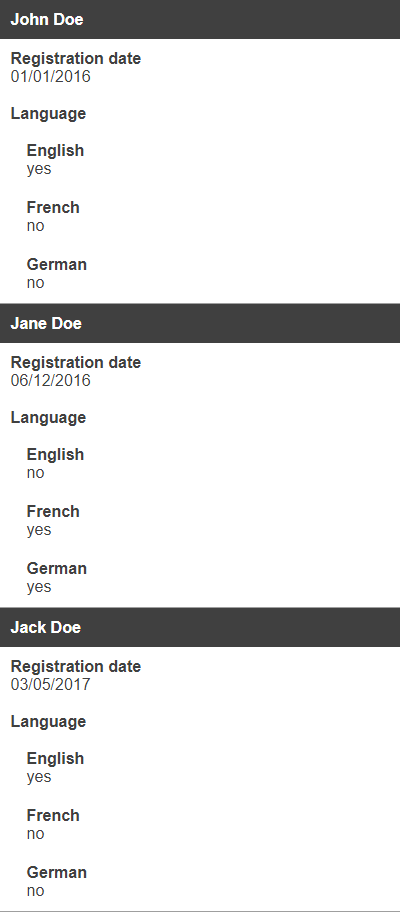 John Doe
Registration date
01/01/2016
Language
English
yes
French
no
German
no
Jane Doe
Registration date
06/12/2016
Language
English
no
French
yes
German
yes
Jack Doe
Registration date
03/05/2017
Language
English
yes
French
no
German
no